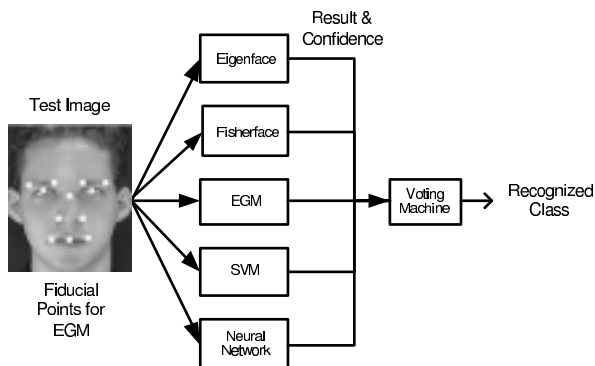 Result &
Confidence
Test Image
Eigenface
Fisherface
EGM
SVM
Neural
Network
Voting
Machine
Recognized
Class
Fiducial
Points for
EGM